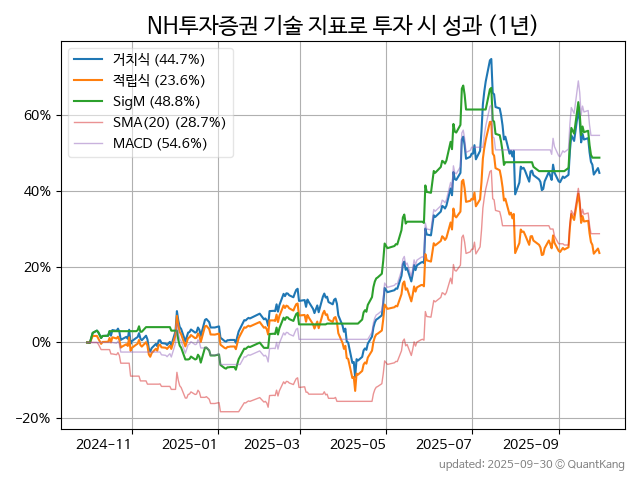 NH투자증권 기술 지표로 투자 시 성과 (1년)
거치식 (44.7%)
적립식 (23.6%)
SigM (48.8%)
SMA(20) (28.7%)
MACD (54.6%)
60%
40%
20%
0%
−20%
2024−11 2025−01 2025−03 2025−05 2025−07 2025−09
updated: 2025-09-30 © QuantKang